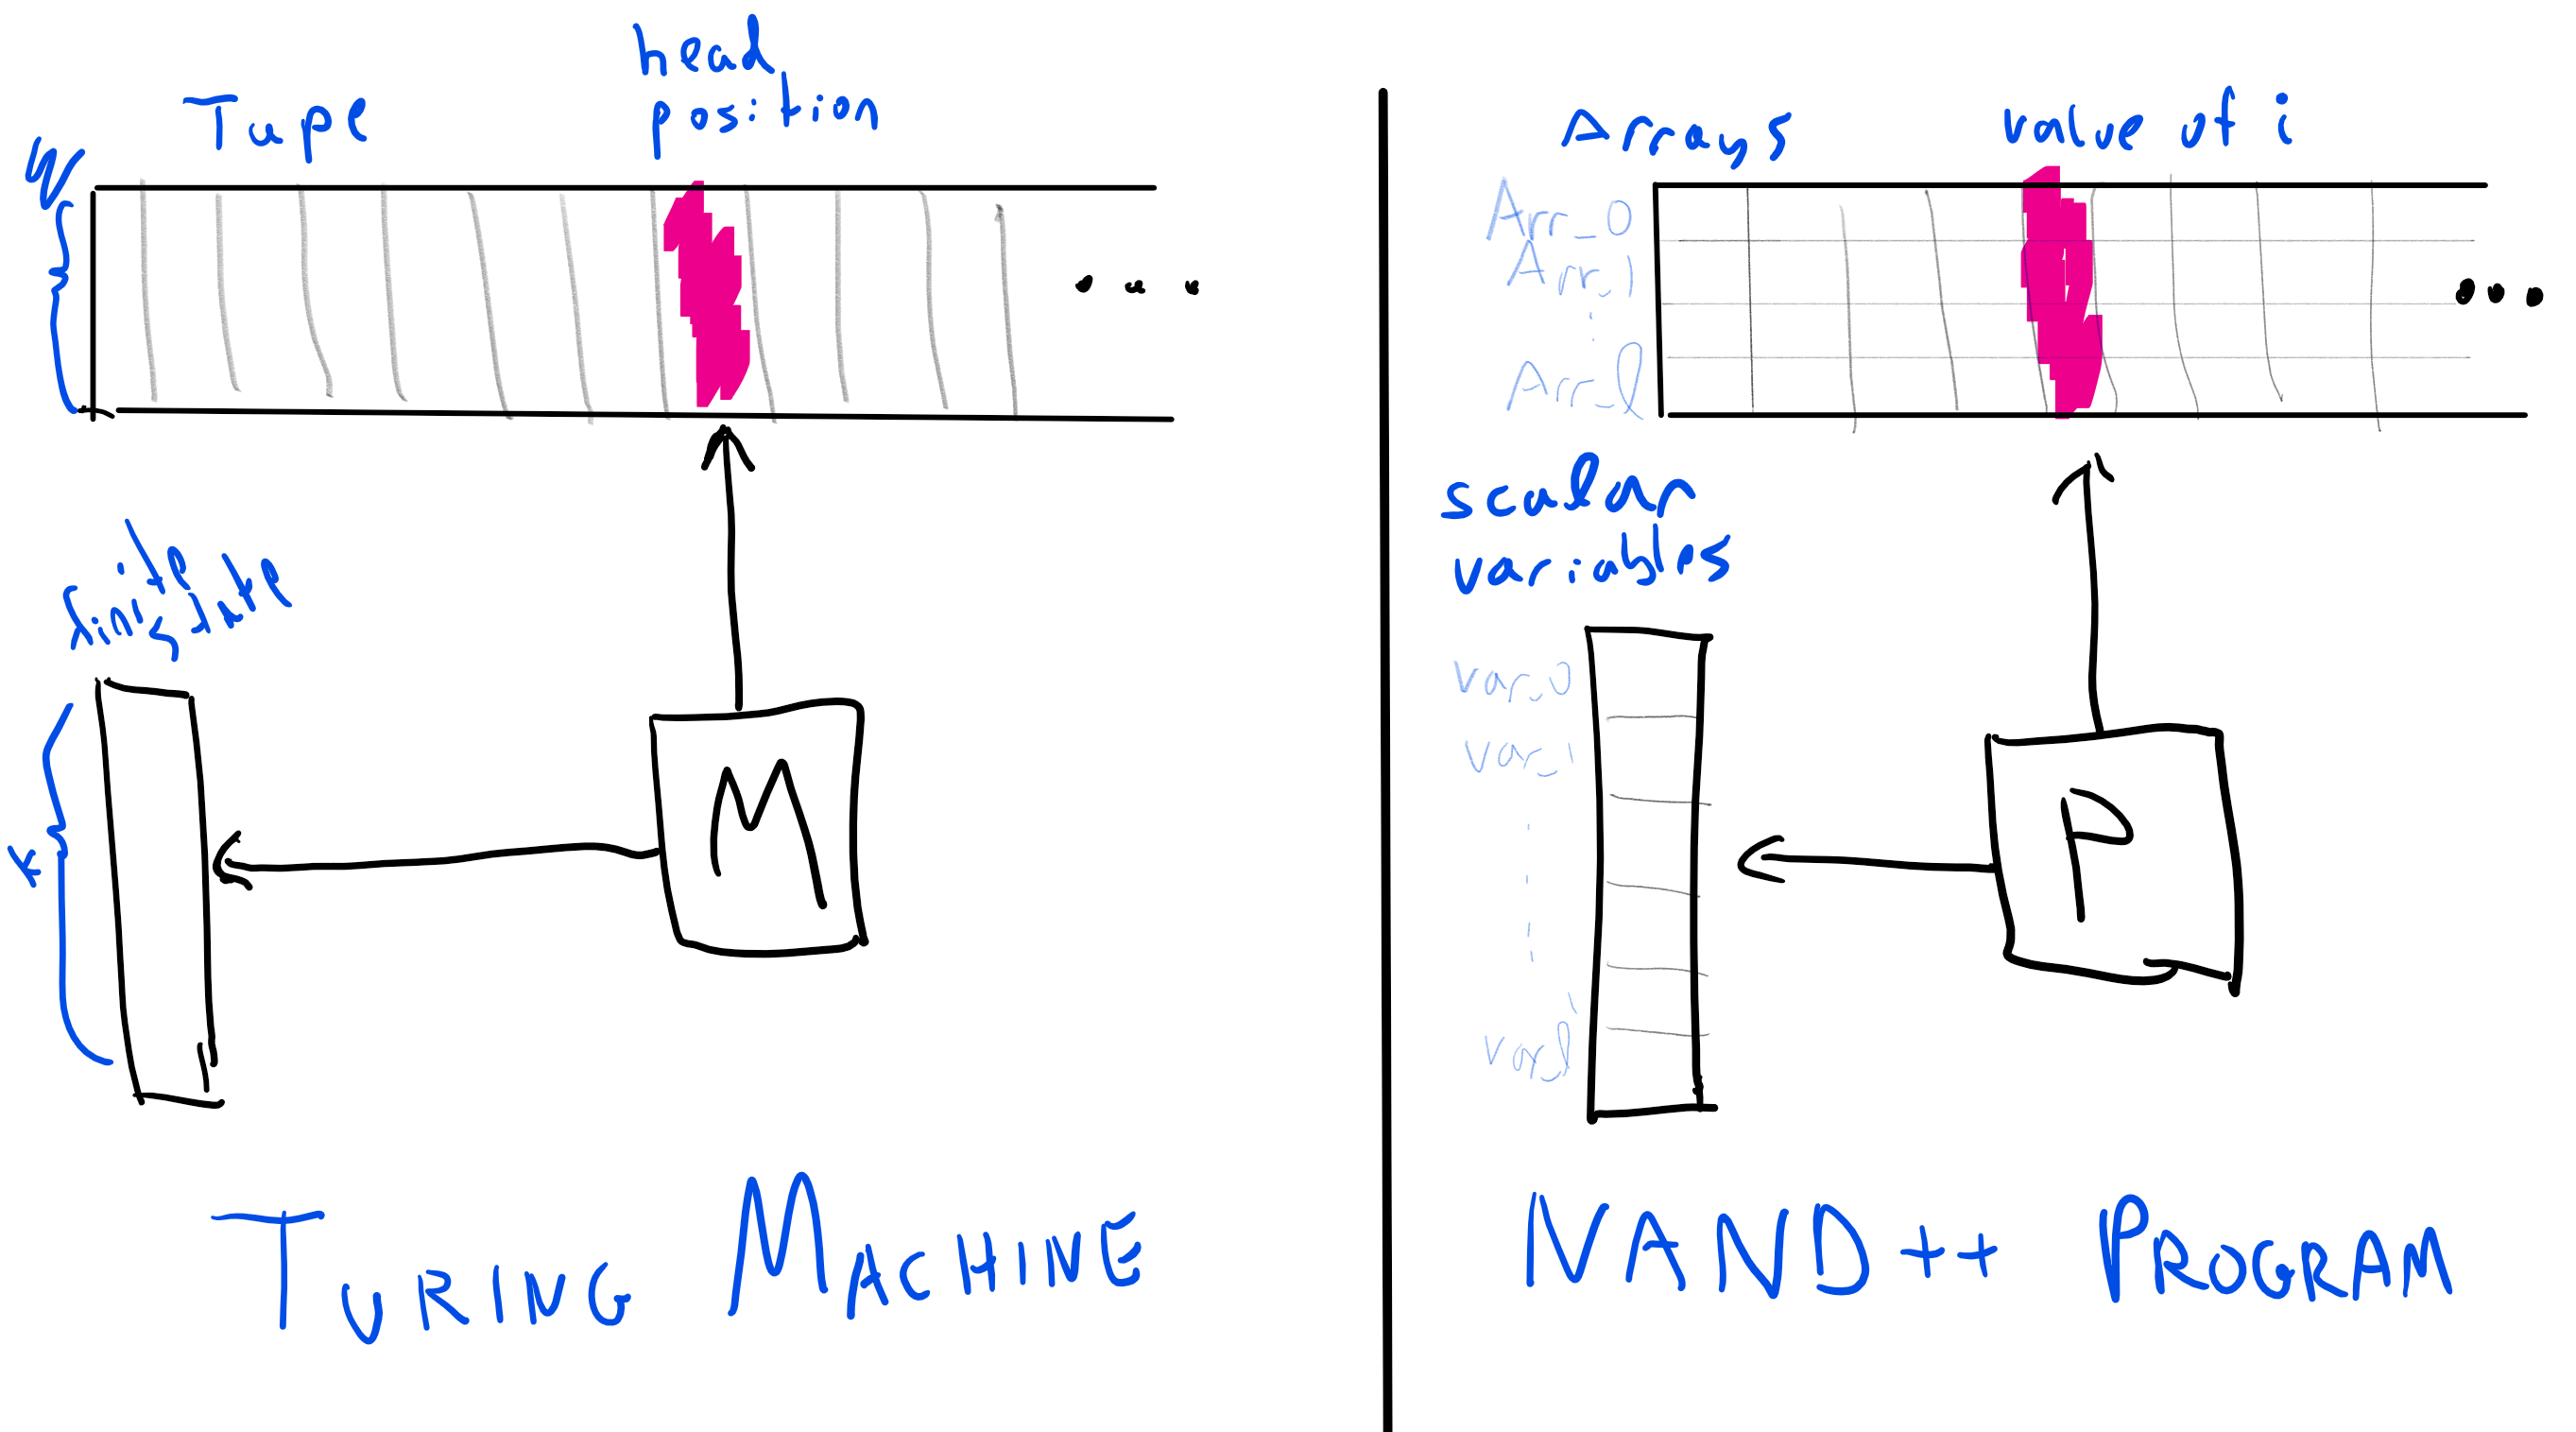 Tape
head
position
finite
state
k
M
TURING MACHINE
Arrays
value of i
Arr_0
Arr_1
Arr_l
scalar
variables
var_0
var_1
var_l'
P
NAND++ PROGRAM